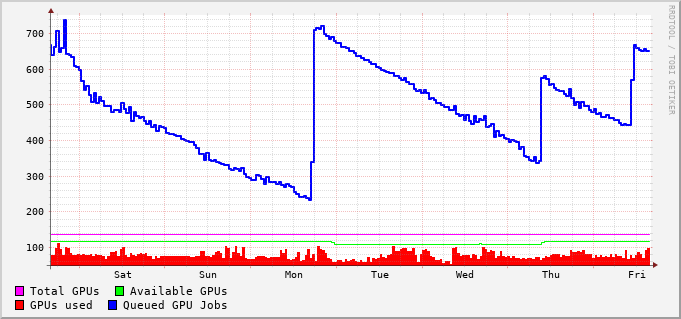 700
600
500
400
300
200
100
Sat Sun Mon Tue Wed Thu Fri
Total GPUs Available GPUs
GPUs used Queued GPU Jobs
RRDTOOL / TOBI OETIKER